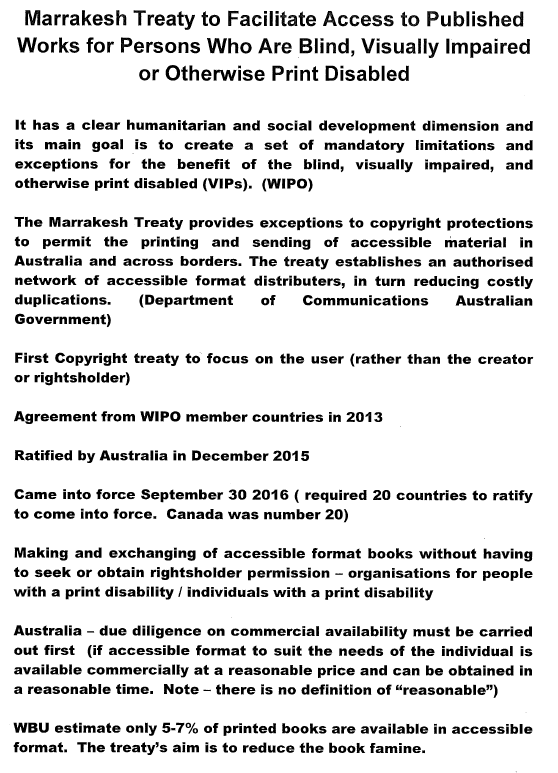 Marrakesh Treaty to Facilitate Access to Published
Works for Persons Who Are Blind, Visually Impaired
or Otherwise Print Disabled
It has a clear humanitarian and social development dimension and
its main goal is to create a set of mandatory limitations and
exceptions for the benefit of the blind, visually impaired, and
otherwise print disabled (VIPs).  (WIPO)
The Marrakesh Treaty provides exceptions to copyright protections
to permit the printing and sending of accessible material in
Australia and across borders. The treaty establishes an authorised
network of accessible format distributers, in turn reducing costly
duplications. (Department of Communications Australian
Government)
First Copyright treaty to focus on the user (rather than the creator
or rightsholder)
Agreement from WIPO member countries in 2013
Ratified by Australia in December 2015
Came into force September 30 2016 ( required 20 countries to ratify
to come into force.  Canada was number 20)
Making and exchanging of accessible format books without having
to seek or obtain rightsholder permission – organisations for people
with a print disability / individuals with a print disability
Australia – due diligence on commercial availability must be carried
out first  (if accessible format to suit the needs of the individual is
available commercially at a reasonable price and can be obtained in
a reasonable time.  Note – there is no definition of “reasonable”)
WBU estimate only 5-7% of printed books are available in accessible
format.  The treaty’s aim is to reduce the book famine.